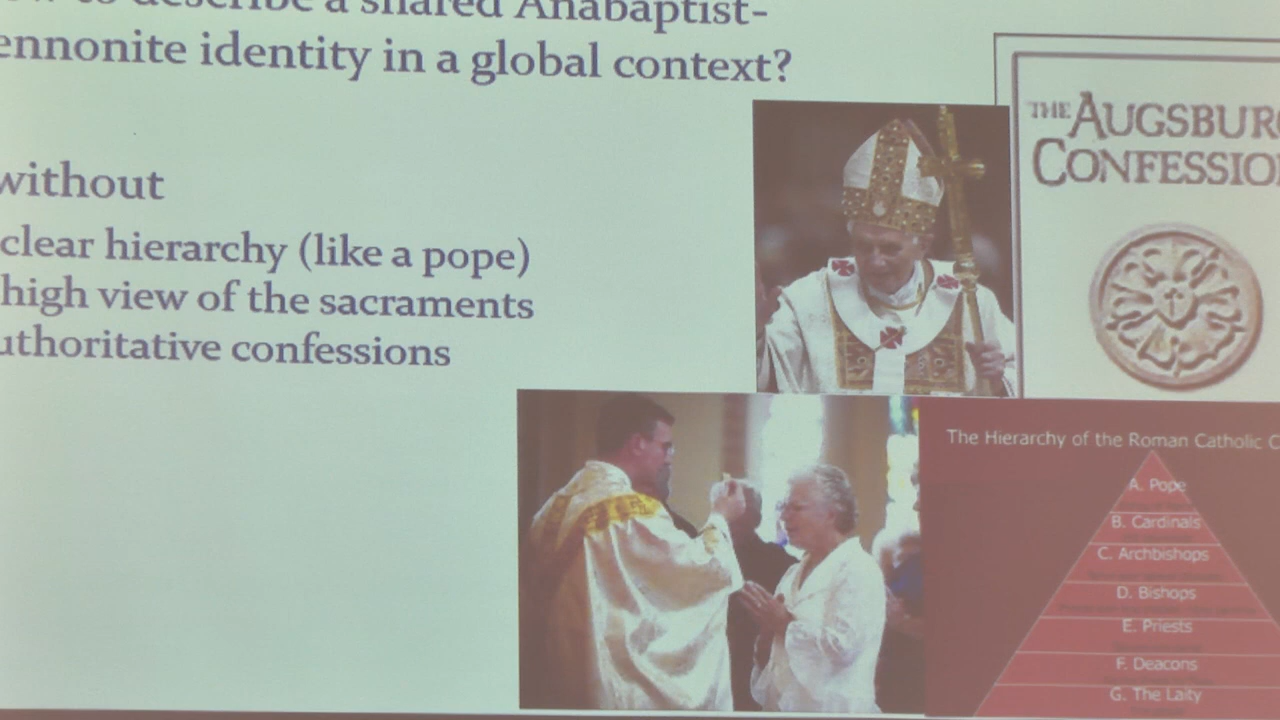 to describe a shared Anabaptist-
ennonite identity in a global context?
without
clear hierarchy (like a pope)
high view of the sacraments
uthoritative confessions
THE AUGSBUR
CONFESSIO
The Hierarchy of the Roman Catholic C
A. Pope
B. Cardinals
C. Archbishops
D. Bishops
E. Priests
F. Deacons
G. The Laity